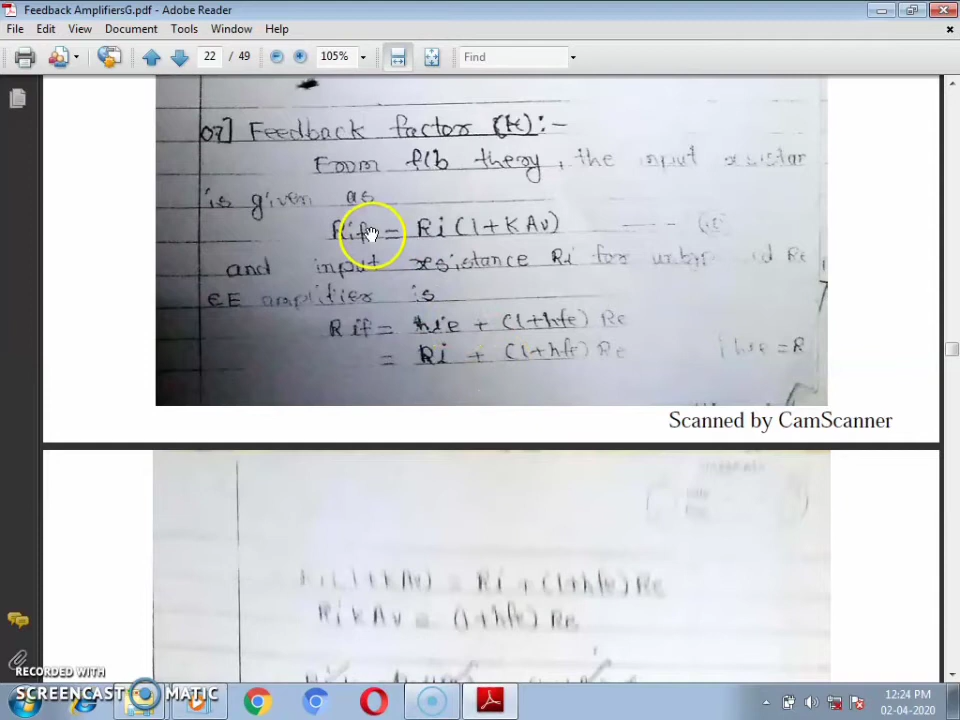 Feedback AmplifiersG.pdf - Adobe Reader
File Edit View Document Tools Window Help
22 / 49 105% Find
07] Feedback factor (K):-
From f/b theory, the input
is given as
Rif = Ri (1+KAv)
and input resistance Ri for
CE amplifier is
Rif = hie + (1+hfe) Re
= Ri + (1+hfe) Re
Scanned by CamScanner
Ri(1+KAv) = Ri + (1+hfe) Re
Ri K Av = (1+hfe) Re
RECORDED WITH
SCREENCAST MATIC
12:24 PM
02-04-2020